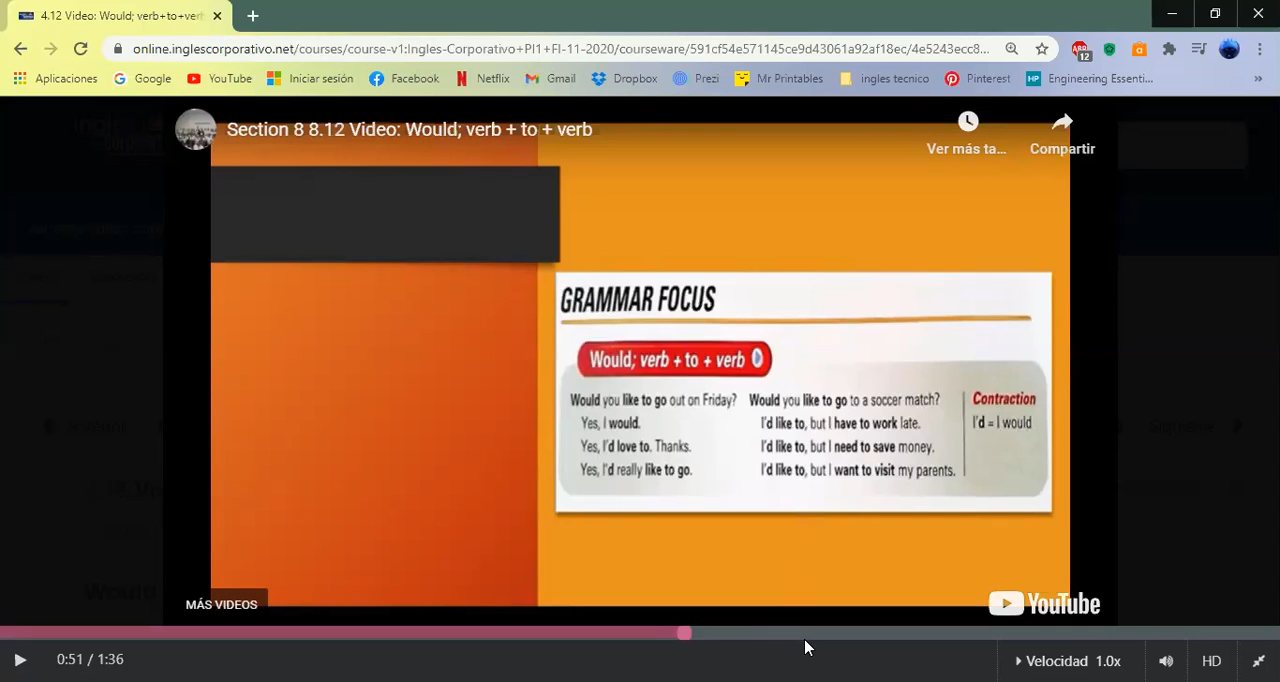 4.12 Video: Would; verb+to+ver
online.inglescorporativo.net/courses/course-v1:Ingles-Corporativo+PI1+FI-11-2020/courseware/591cf54e571145ce9d43061a92af18ec/4e5243ecc8...
ABP
12
Aplicaciones Google YouTube Iniciar sesión Facebook Netflix Gmail Dropbox Prezi Mr Printables ingles tecnico Pinterest HP Engineering Essenti... »
Section 8 8.12 Video: Would; verb + to + verb
Ver más ta...
Compartir
GRAMMAR FOCUS
Would; verb + to + verb
Would you like to go out on Friday?
Yes, I would.
Yes, I'd love to. Thanks.
Yes, I'd really like to go.
Would you like to go to a soccer match?
I'd like to, but I have to work late.
I'd like to, but I need to save money.
I'd like to, but I want to visit my parents.
Contraction
I'd = I would
MÁS VIDEOS
YouTube
0:51 / 1:36
Velocidad 1.0x
HD